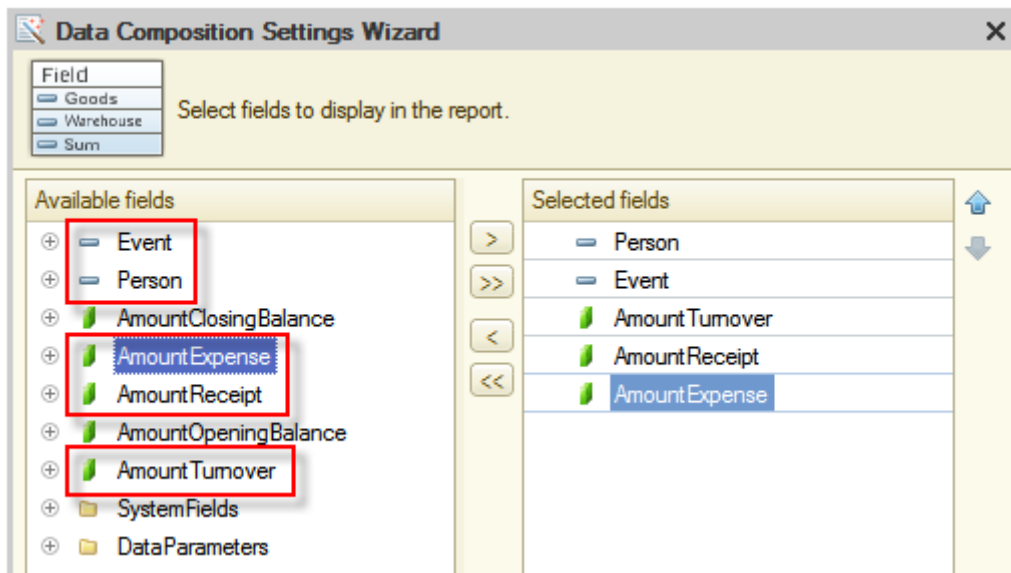 Data Composition Settings Wizard
Field
Goods
Warehouse
Sum
Select fields to display in the report.
Available fields
Event
Person
AmountClosingBalance
AmountExpense
AmountReceipt
AmountOpeningBalance
AmountTurnover
SystemFields
DataParameters
>
>>
<
<<
Selected fields
Person
Event
AmountTurnover
AmountReceipt
AmountExpense